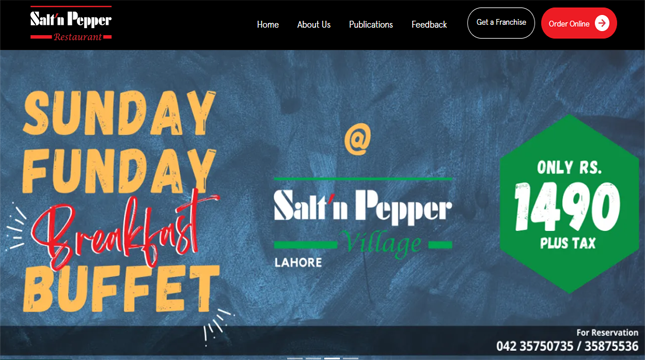 Salt'n Pepper
Restaurant
Home
About Us
Publications
Feedback
Get a Franchise
Order Online
SUNDAY
FUNDAY
Breakfast
BUFFET
@
Salt'n Pepper
Village
LAHORE
ONLY RS.
1490
PLUS TAX
For Reservation
042 35750735 / 35875536